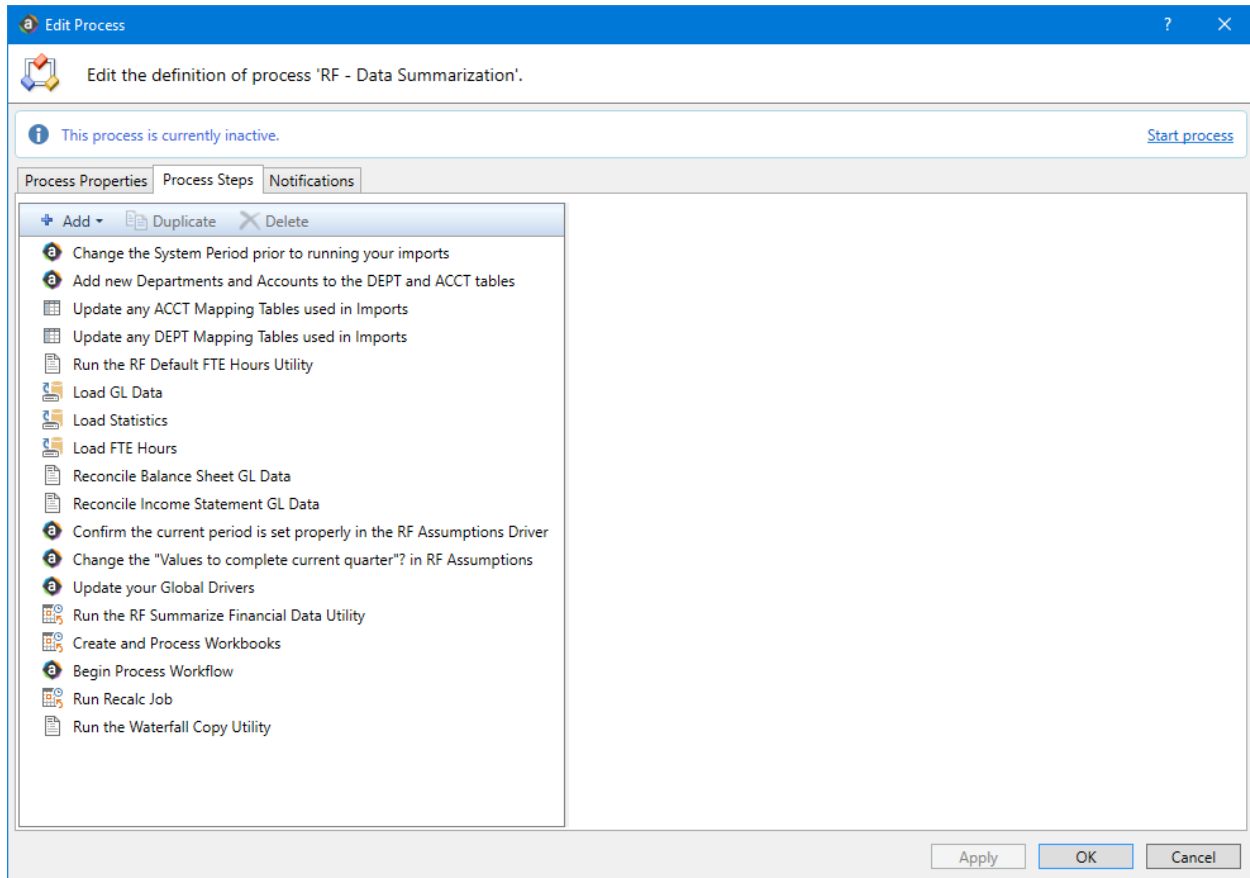 Edit Process
?
Edit the definition of process 'RF - Data Summarization'.
This process is currently inactive.
Start process
Process Properties
Process Steps
Notifications
Add
Duplicate
Delete
Change the System Period prior to running your imports
Add new Departments and Accounts to the DEPT and ACCT tables
Update any ACCT Mapping Tables used in Imports
Update any DEPT Mapping Tables used in Imports
Run the RF Default FTE Hours Utility
Load GL Data
Load Statistics
Load FTE Hours
Reconcile Balance Sheet GL Data
Reconcile Income Statement GL Data
Confirm the current period is set properly in the RF Assumptions Driver
Change the "Values to complete current quarter"? in RF Assumptions
Update your Global Drivers
Run the RF Summarize Financial Data Utility
Create and Process Workbooks
Begin Process Workflow
Run Recalc Job
Run the Waterfall Copy Utility
Apply
OK
Cancel